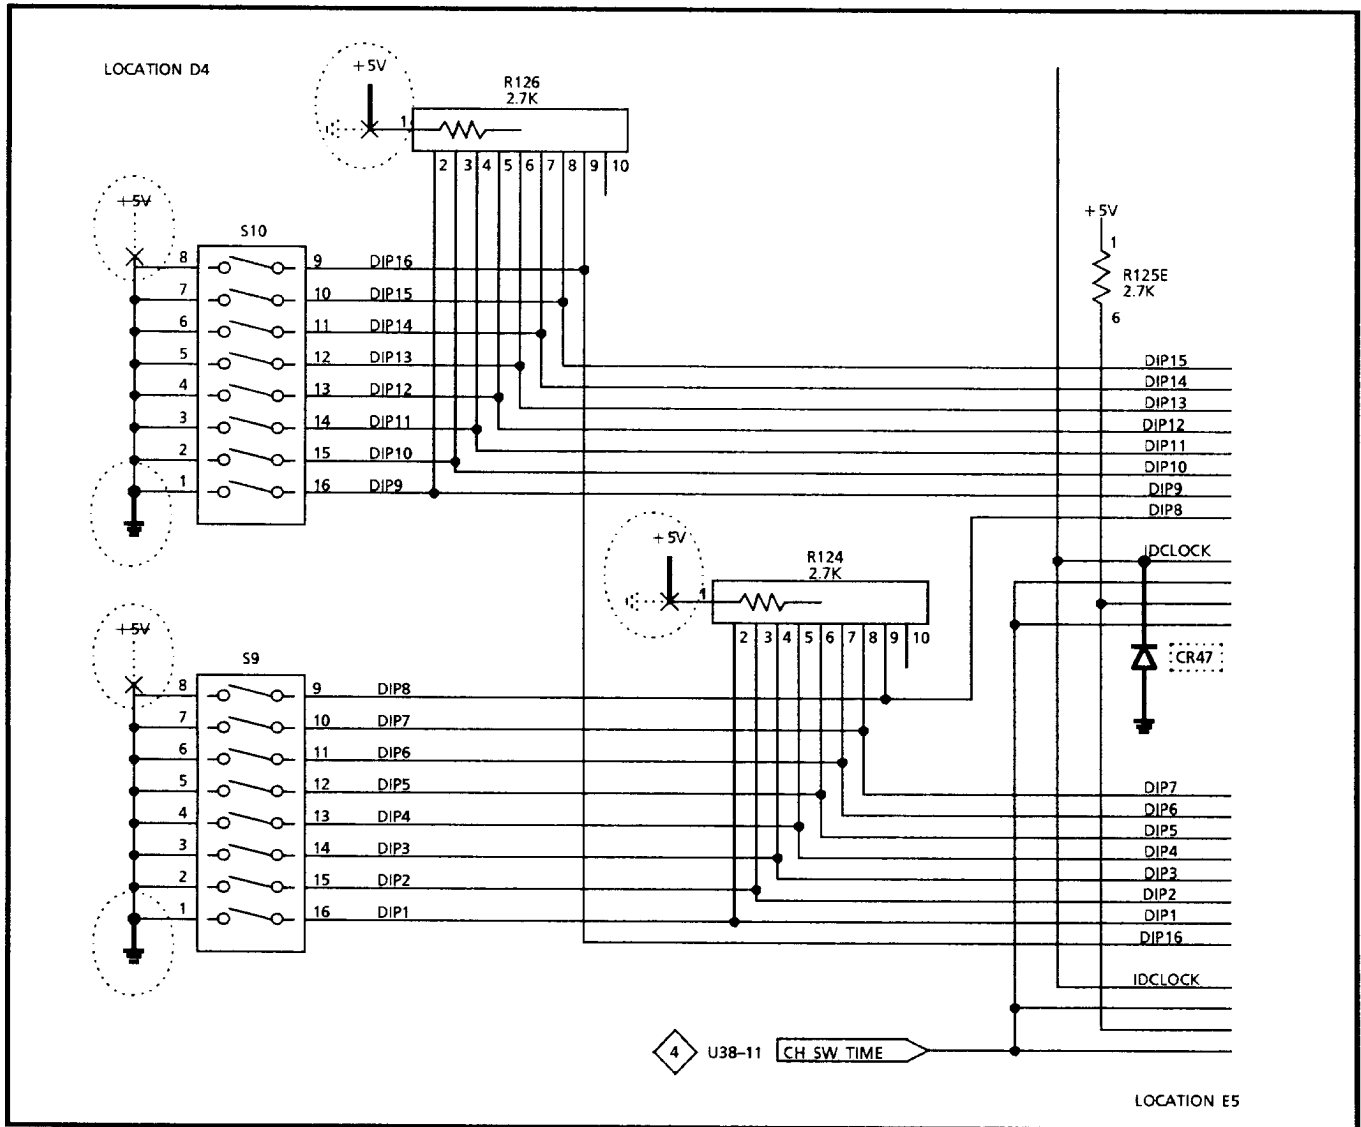 LOCATION D4
+5V
R126
2.7K
1
2 3 4 5 6 7 8 9 10
+5V
S10
8 9 DIP16
7 10 DIP15
6 11 DIP14
5 12 DIP13
4 13 DIP12
3 14 DIP11
2 15 DIP10
1 16 DIP9
+5V
1
R125E
2.7K
6
DIP15
DIP14
DIP13
DIP12
DIP11
DIP10
DIP9
DIP8
IDCLOCK
+5V
R124
2.7K
1
2 3 4 5 6 7 8 9 10
CR47
+5V
S9
8 9 DIP8
7 10 DIP7
6 11 DIP6
5 12 DIP5
4 13 DIP4
3 14 DIP3
2 15 DIP2
1 16 DIP1
DIP7
DIP6
DIP5
DIP4
DIP3
DIP2
DIP1
DIP16
IDCLOCK
4 U38-11 CH SW TIME
LOCATION E5